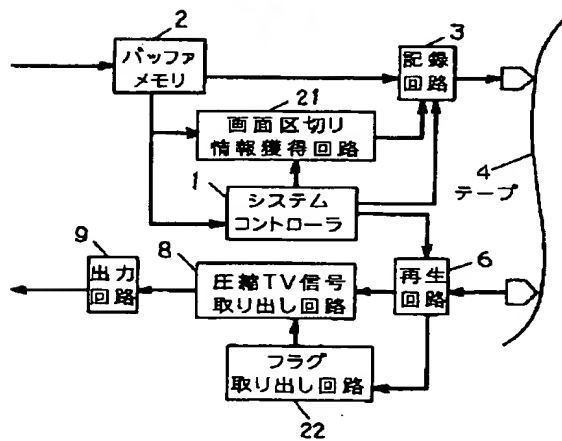 2
バッファ
メモリ
3
記録
回路
21
画面区切り
情報獲得回路
4
テープ
1
システム
コントローラ
9
出力
回路
8
圧縮TV信号
取り出し回路
再生
回路
6
フラグ
取り出し回路
22